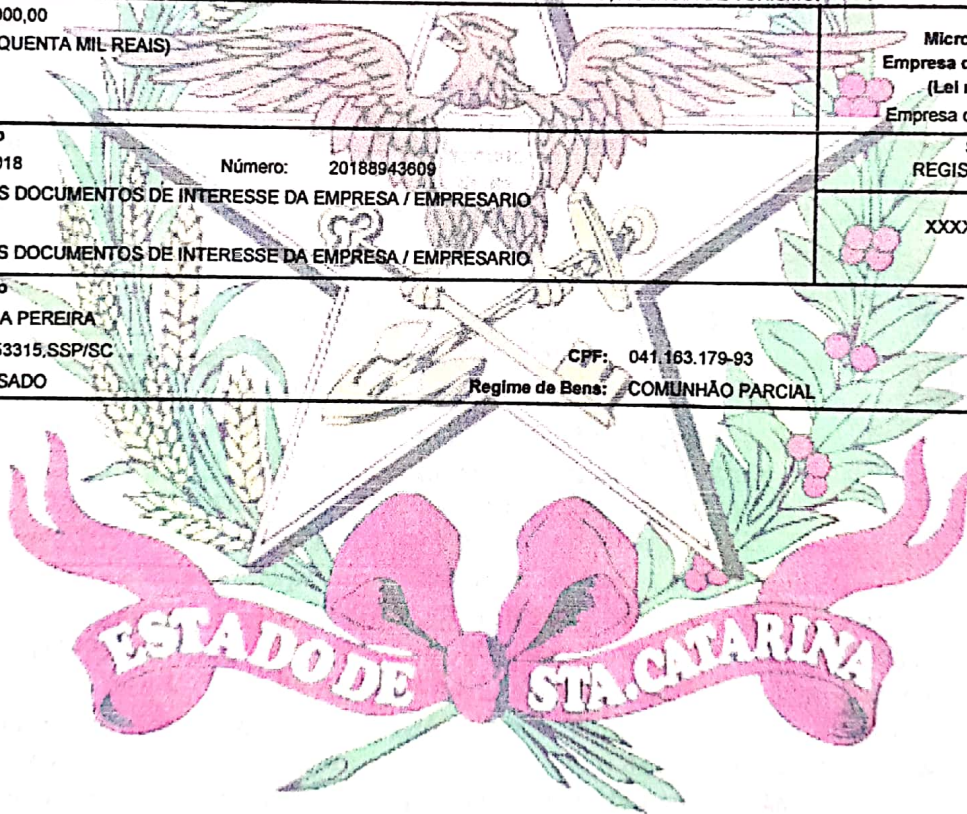 000,00
QUENTA MIL REAIS)
Micro
Empresa d
(Lei n
Empresa d
018
Número: 20188943609
S DOCUMENTOS DE INTERESSE DA EMPRESA / EMPRESARIO
REGIS
S DOCUMENTOS DE INTERESSE DA EMPRESA / EMPRESARIO
XXXX
A PEREIRA
53315,SSP/SC
CPF: 041.163.179-93
SADO
Regime de Bens: COMUNHÃO PARCIAL
ESTADO DE STA.CATARINA